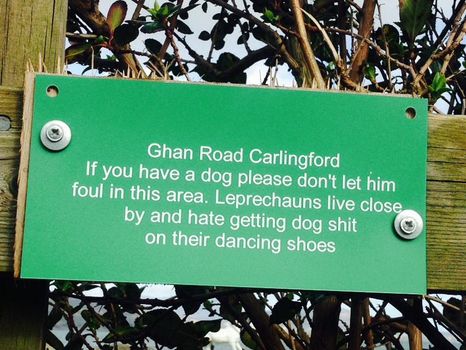 Ghan Road Carlingford
If you have a dog please don't let him
foul in this area. Leprechauns live close
by and hate getting dog shit
on their dancing shoes